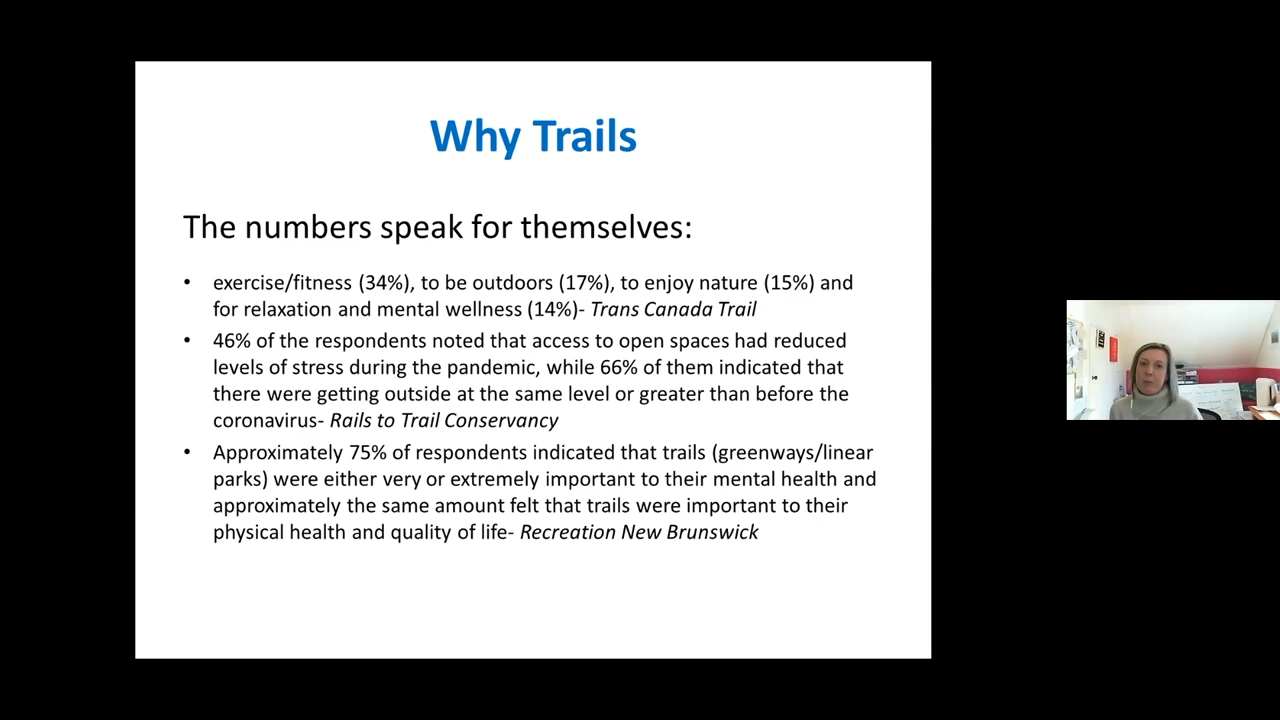 Why Trails
The numbers speak for themselves:
• exercise/fitness (34%), to be outdoors (17%), to enjoy nature (15%) and
for relaxation and mental wellness (14%)- Trans Canada Trail
• 46% of the respondents noted that access to open spaces had reduced
levels of stress during the pandemic, while 66% of them indicated that
there were getting outside at the same level or greater than before the
coronavirus- Rails to Trail Conservancy
• Approximately 75% of respondents indicated that trails (greenways/linear
parks) were either very or extremely important to their mental health and
approximately the same amount felt that trails were important to their
physical health and quality of life- Recreation New Brunswick